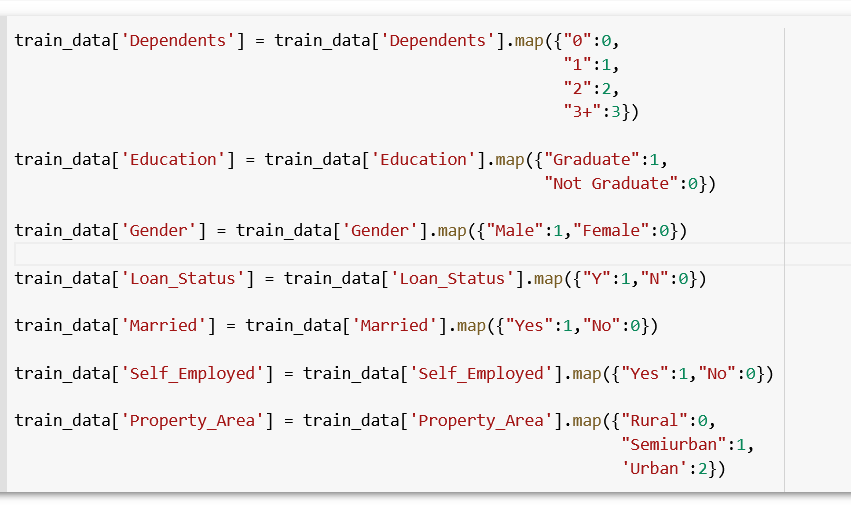 train_data['Dependents'] = train_data['Dependents'].map({"0":0,
"1":1,
"2":2,
"3+":3})
train_data['Education'] = train_data['Education'].map({"Graduate":1,
"Not Graduate":0})
train_data['Gender'] = train_data['Gender'].map({"Male":1,"Female":0})
train_data['Loan_Status'] = train_data['Loan_Status'].map({"Y":1,"N":0})
train_data['Married'] = train_data['Married'].map({"Yes":1,"No":0})
train_data['Self_Employed'] = train_data['Self_Employed'].map({"Yes":1,"No":0})
train_data['Property_Area'] = train_data['Property_Area'].map({"Rural":0,
"Semiurban":1,
'Urban':2})